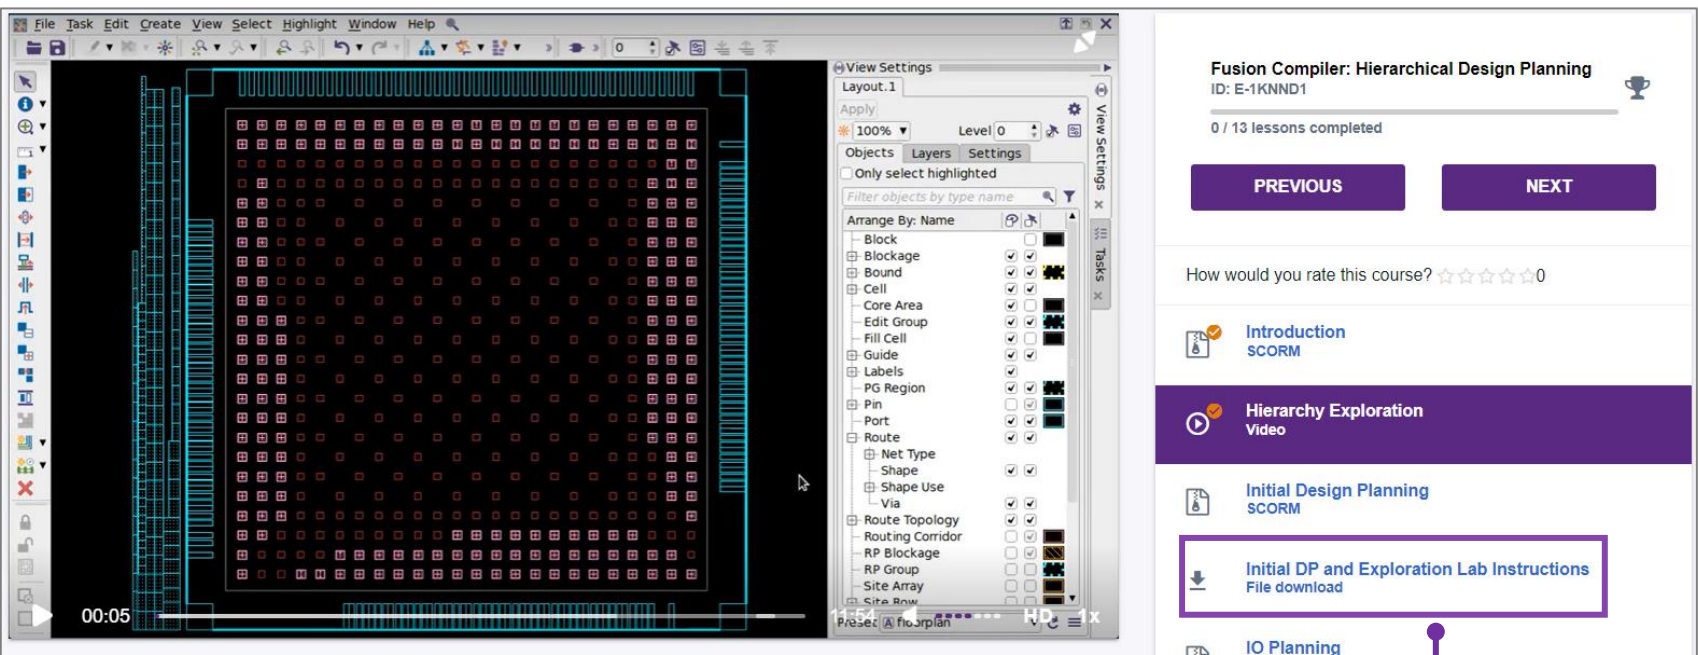 File Task Edit Create View Select Highlight Window Help
0
View Settings
Layout.1
Apply
100% Level 0
Objects Layers Settings
Only select highlighted
Filter objects by type name
Arrange By: Name
Block
Blockage
Bound
Cell
Core Area
Edit Group
Fill Cell
Guide
Labels
PG Region
Pin
Port
Route
Net Type
Shape
Shape Use
Via
Route Topology
Routing Corridor
RP Blockage
RP Group
Site Array
Site Row
Preset A floorplan
View Settings
Tasks
00:05
11:54
HD
1x
Fusion Compiler: Hierarchical Design Planning
ID: E-1KNND1
0 / 13 lessons completed
PREVIOUS NEXT
How would you rate this course? 0
Introduction
SCORM
Hierarchy Exploration
Video
Initial Design Planning
SCORM
Initial DP and Exploration Lab Instructions
File download
IO Planning